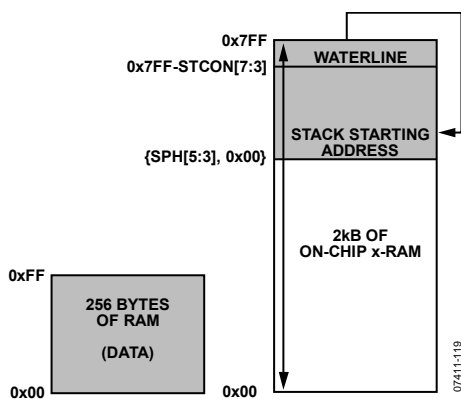 0x7FF
WATERLINE
0x7FF-STCON[7:3]
STACK STARTING
ADDRESS
{SPH[5:3], 0x00}
2kB OF
ON-CHIP x-RAM
0xFF
256 BYTES
OF RAM
(DATA)
0x00
0x00
07411-119